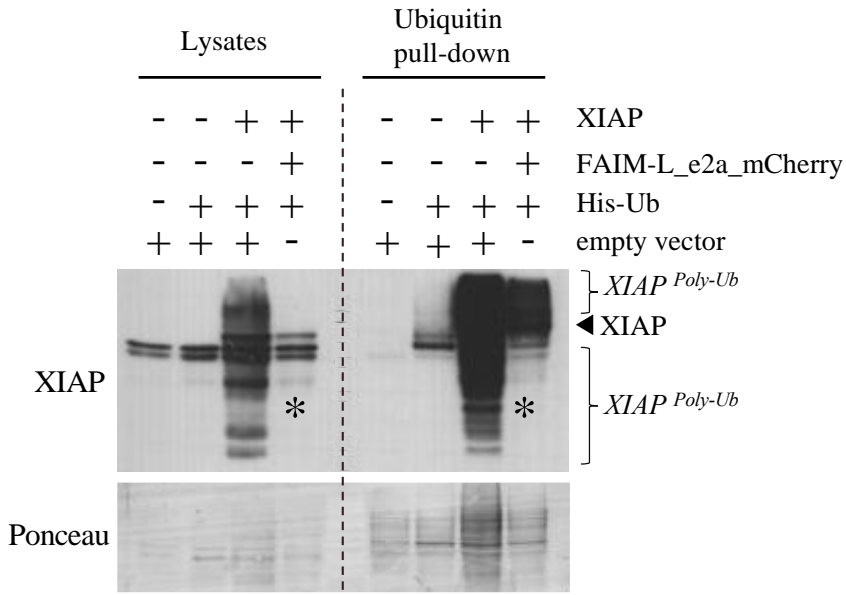 Lysates
Ubiquitin
pull-down
- - + + - - + + XIAP
- - - + - - - + FAIM-L_e2a_mCherry
- + + + - + + + His-Ub
+ + + - + + + - empty vector
XIAP Poly-Ub
◀ XIAP
XIAP
* *
XIAP Poly-Ub
Ponceau